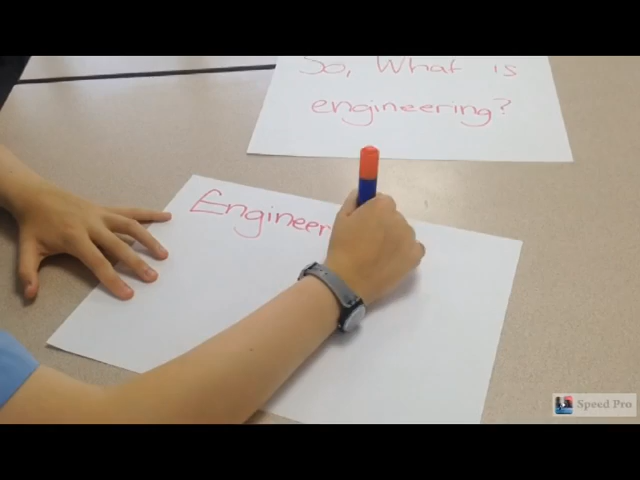 So, What is
engineering?
Engineer
Speed Pro